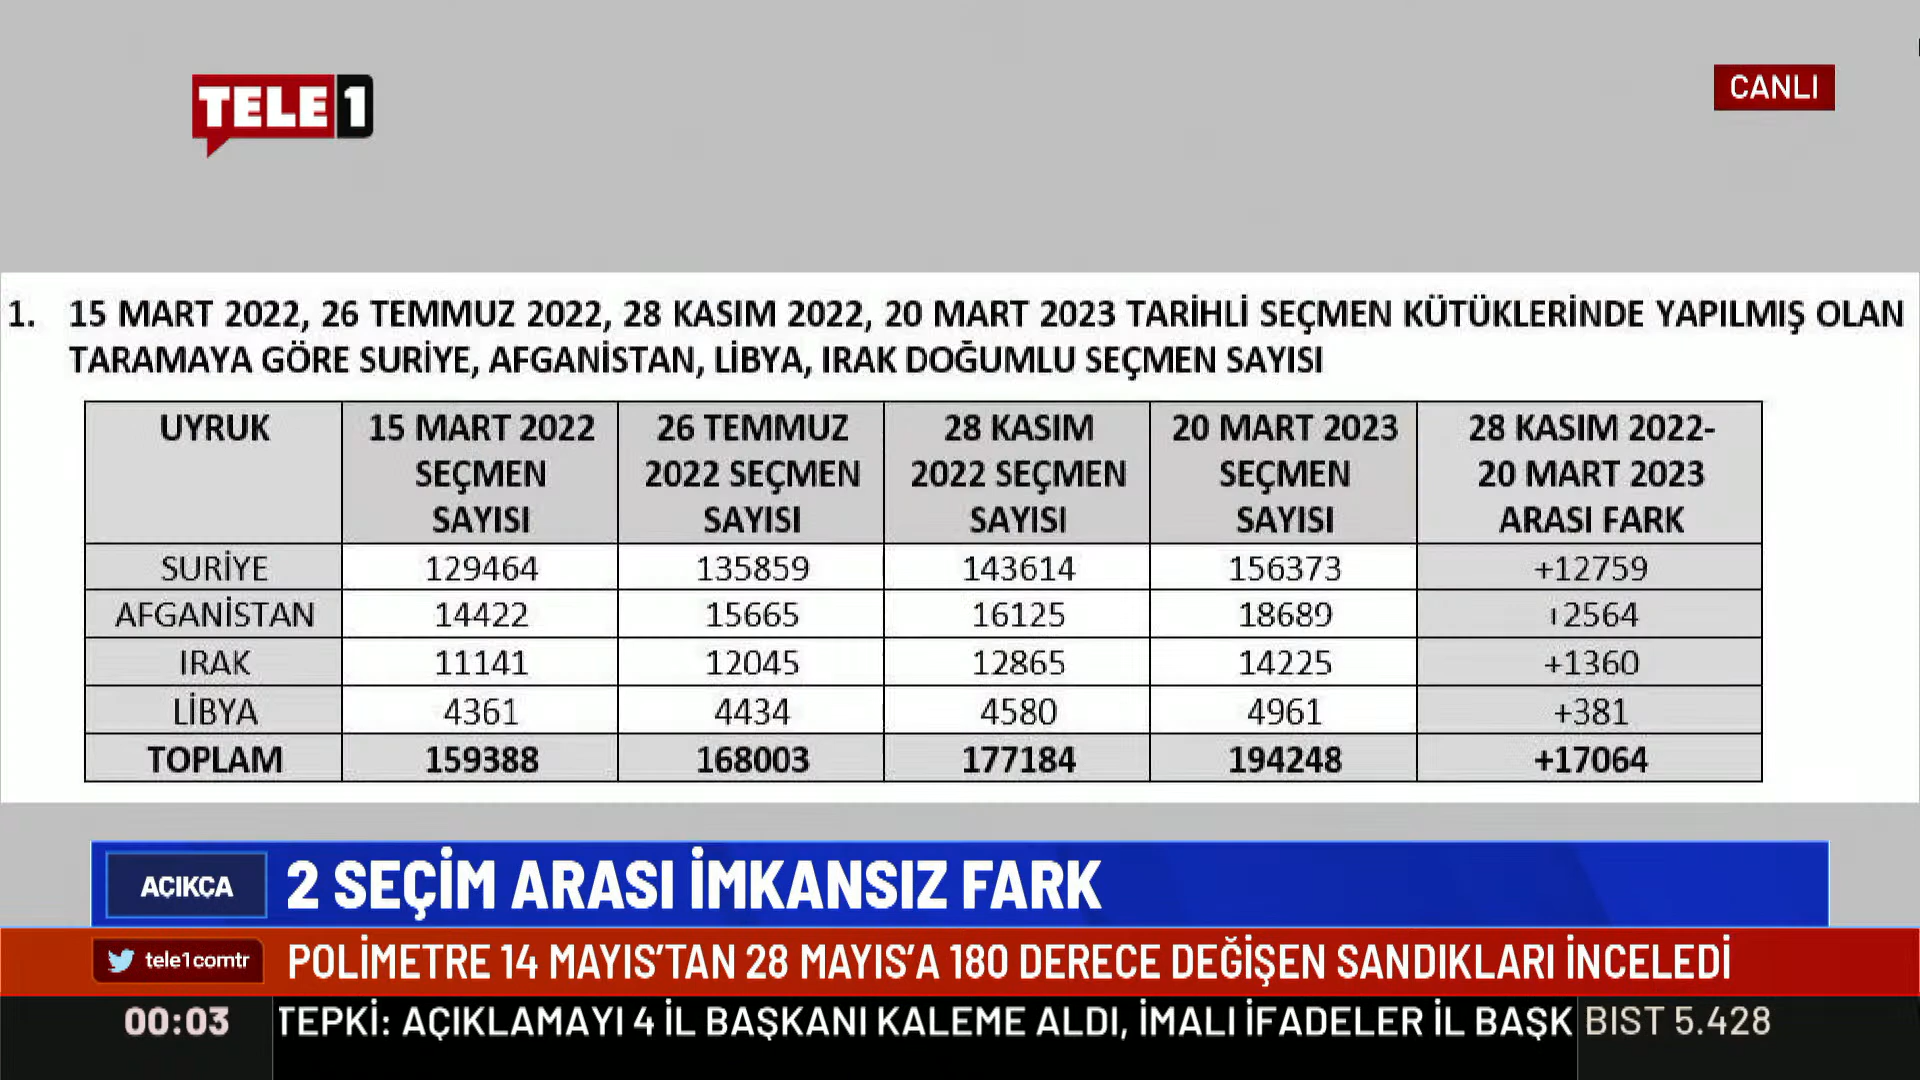 TELE1
CANLI
1. 15 MART 2022, 26 TEMMUZ 2022, 28 KASIM 2022, 20 MART 2023 TARİHLİ SEÇMEN KÜTÜKLERİNDE YAPILMIŞ OLAN
TARAMAYA GÖRE SURİYE, AFGANİSTAN, LİBYA, IRAK DOĞUMLU SEÇMEN SAYISI
UYRUK 15 MART 2022 26 TEMMUZ 28 KASIM 20 MART 2023 28 KASIM 2022-
SEÇMEN 2022 SEÇMEN 2022 SEÇMEN SEÇMEN 20 MART 2023
SAYISI SAYISI SAYISI SAYISI ARASI FARK
SURİYE 129464 135859 143614 156373 +12759
AFGANİSTAN 14422 15665 16125 18689 +2564
IRAK 11141 12045 12865 14225 +1360
LİBYA 4361 4434 4580 4961 +381
TOPLAM 159388 168003 177184 194248 +17064
AÇIKÇA 2 SEÇİM ARASI İMKANSIZ FARK
tele1comtr POLİMETRE 14 MAYIS'TAN 28 MAYIS'A 180 DERECE DEĞİŞEN SANDIKLARI İNCELEDİ
00:03 TEPKİ: AÇIKLAMAYI 4 İL BAŞKANI KALEME ALDI, İMALI İFADELER İL BAŞK BIST 5.428